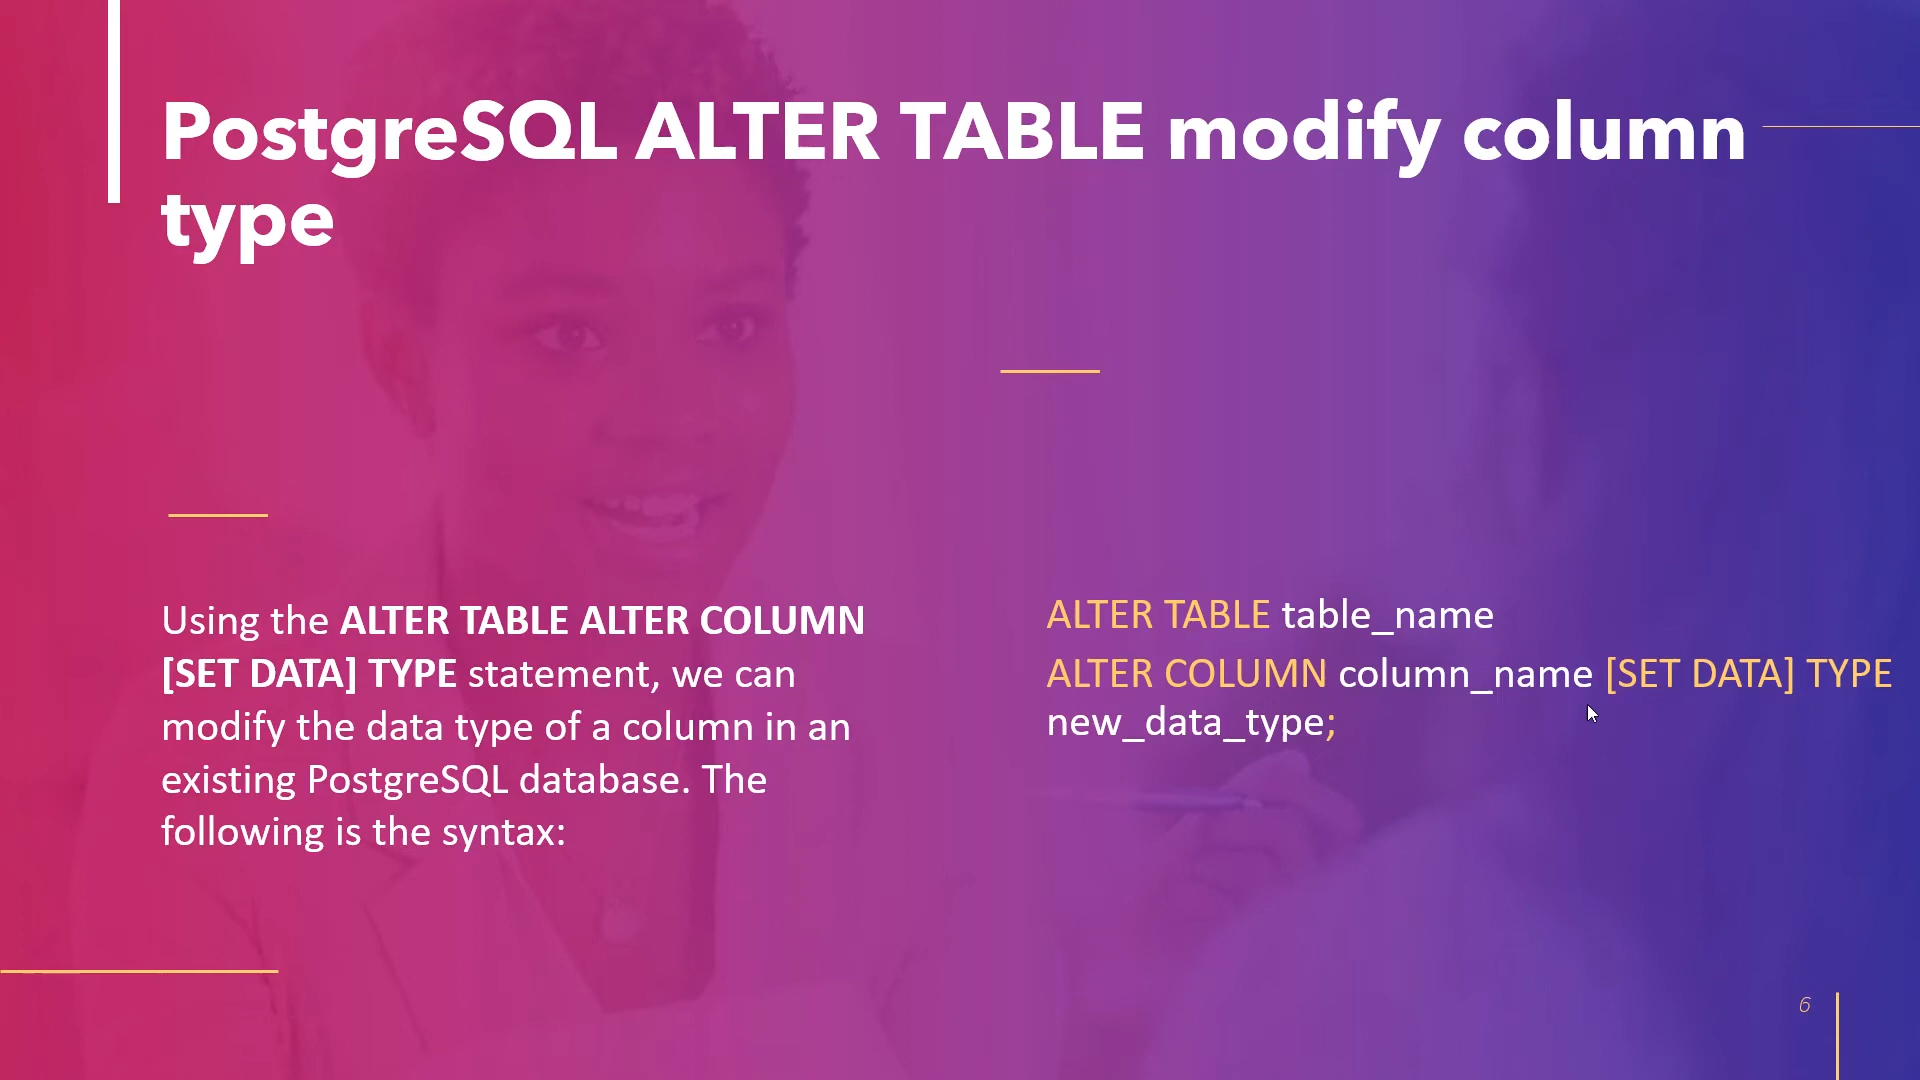 PostgreSQL ALTER TABLE modify column
type
Using the ALTER TABLE ALTER COLUMN
[SET DATA] TYPE statement, we can
modify the data type of a column in an
existing PostgreSQL database. The
following is the syntax:
ALTER TABLE table_name
ALTER COLUMN column_name [SET DATA] TYPE
new_data_type;
6